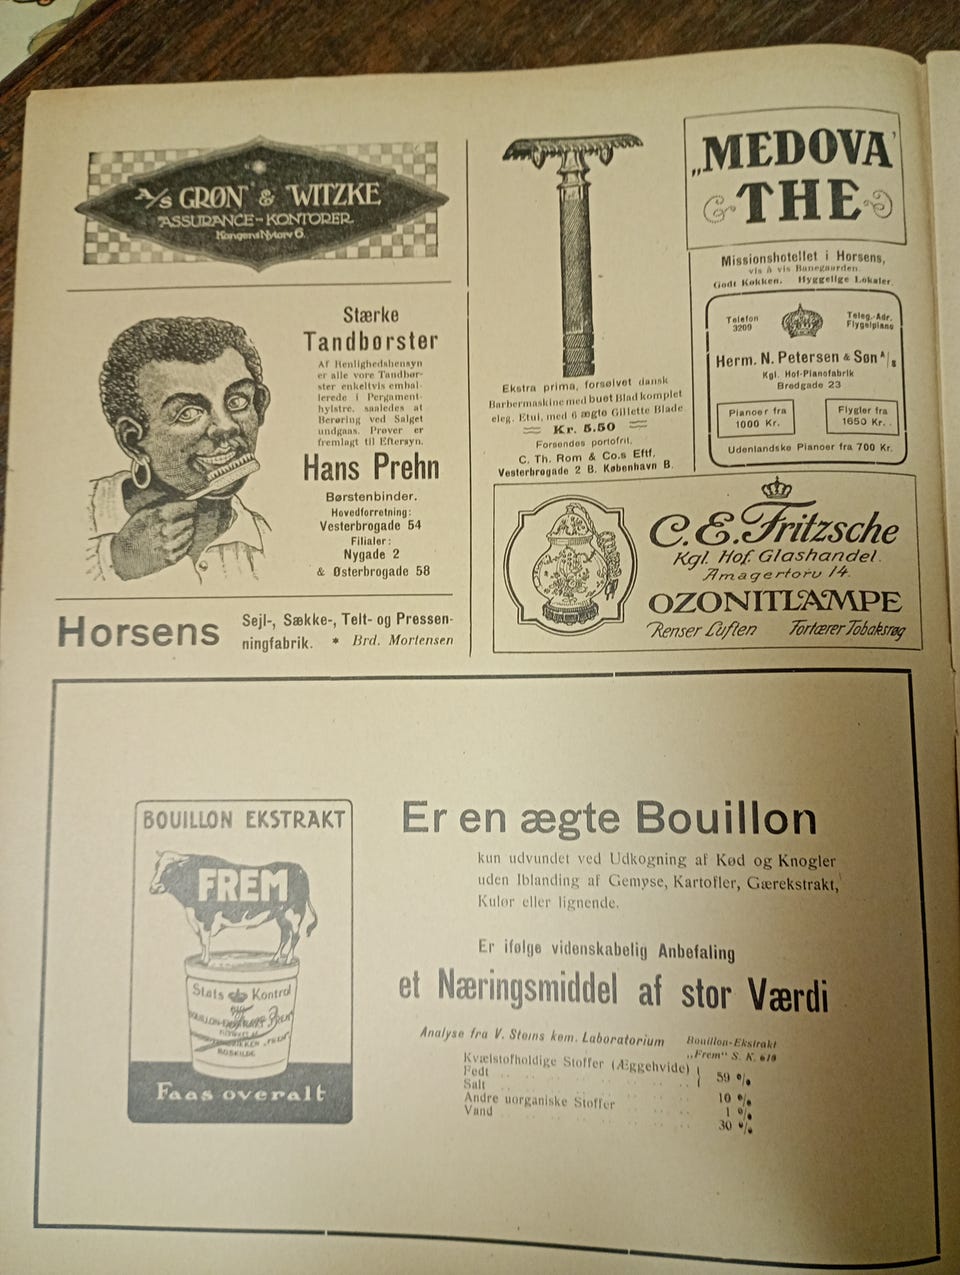 A/s GRØN & WITZKE
ASSURANCE-KONTORER
Kongens Nytorv 6.
Stærke
Tandbørster
Af Renlighedshensyn
er alle vore Tandbør-
ster enkeltvis embal-
lerede i Pergament-
hylstre, saaledes at
Berøring ved Salget
undgaas. Prøver er
fremlagt til Eftersyn.
Hans Prehn
Børstenbinder.
Hovedforretning:
Vesterbrogade 54
Filialer:
Nygade 2
& Østerbrogade 58
Horsens
Sejl-, Sække-, Telt- og Pressen-
ningfabrik. * Brd. Mortensen
Ekstra prima, forsølvet dansk
Barbermaskine med buet Blad komplet
eleg. Etui, med 6 ægte Gillette Blade
Kr. 5.50
Forsendes portofrit.
C. Th. Rom & Co.s Eftf.
Vesterbrogade 2 B. København B.
„MEDOVA'
THE
Missionshotellet i Horsens,
vis à vis Banegaarden.
Godt Køkken. Hyggelige Lokaler.
Telefon
3209
Teleg.-Adr.
Flygelpiano
Herm. N. Petersen & Søn A/s
Kgl. Hof-Pianofabrik
Bredgade 23
Pianoer fra
1000 Kr.
Flygler fra
1650 Kr.
Udenlandske Pianoer fra 700 Kr.
C. E. Fritzsche
Kgl. Hof. Glashandel.
Amagertorv 14.
OZONITLAMPE
Renser Luften Fortærer Tobaksrøg
BOUILLON EKSTRAKT
FREM
Stats Kontrol
ROSKILDE
Faas overalt
Er en ægte Bouillon
kun udvundet ved Udkogning af Kød og Knogler
uden Iblanding af Gemyse, Kartofler, Gærekstrakt,
Kulør eller lignende.
Er ifølge videnskabelig Anbefaling
et Næringsmiddel af stor Værdi
Analyse fra V. Steins kem. Laboratorium
Bouillon-Ekstrakt
„Frem" S. K. 618
Kvælstofholdige Stoffer (Æggehvide)
Fedt
59 %
Salt
10 %
Andre uorganiske Stoffer
1 %
Vand
30 %